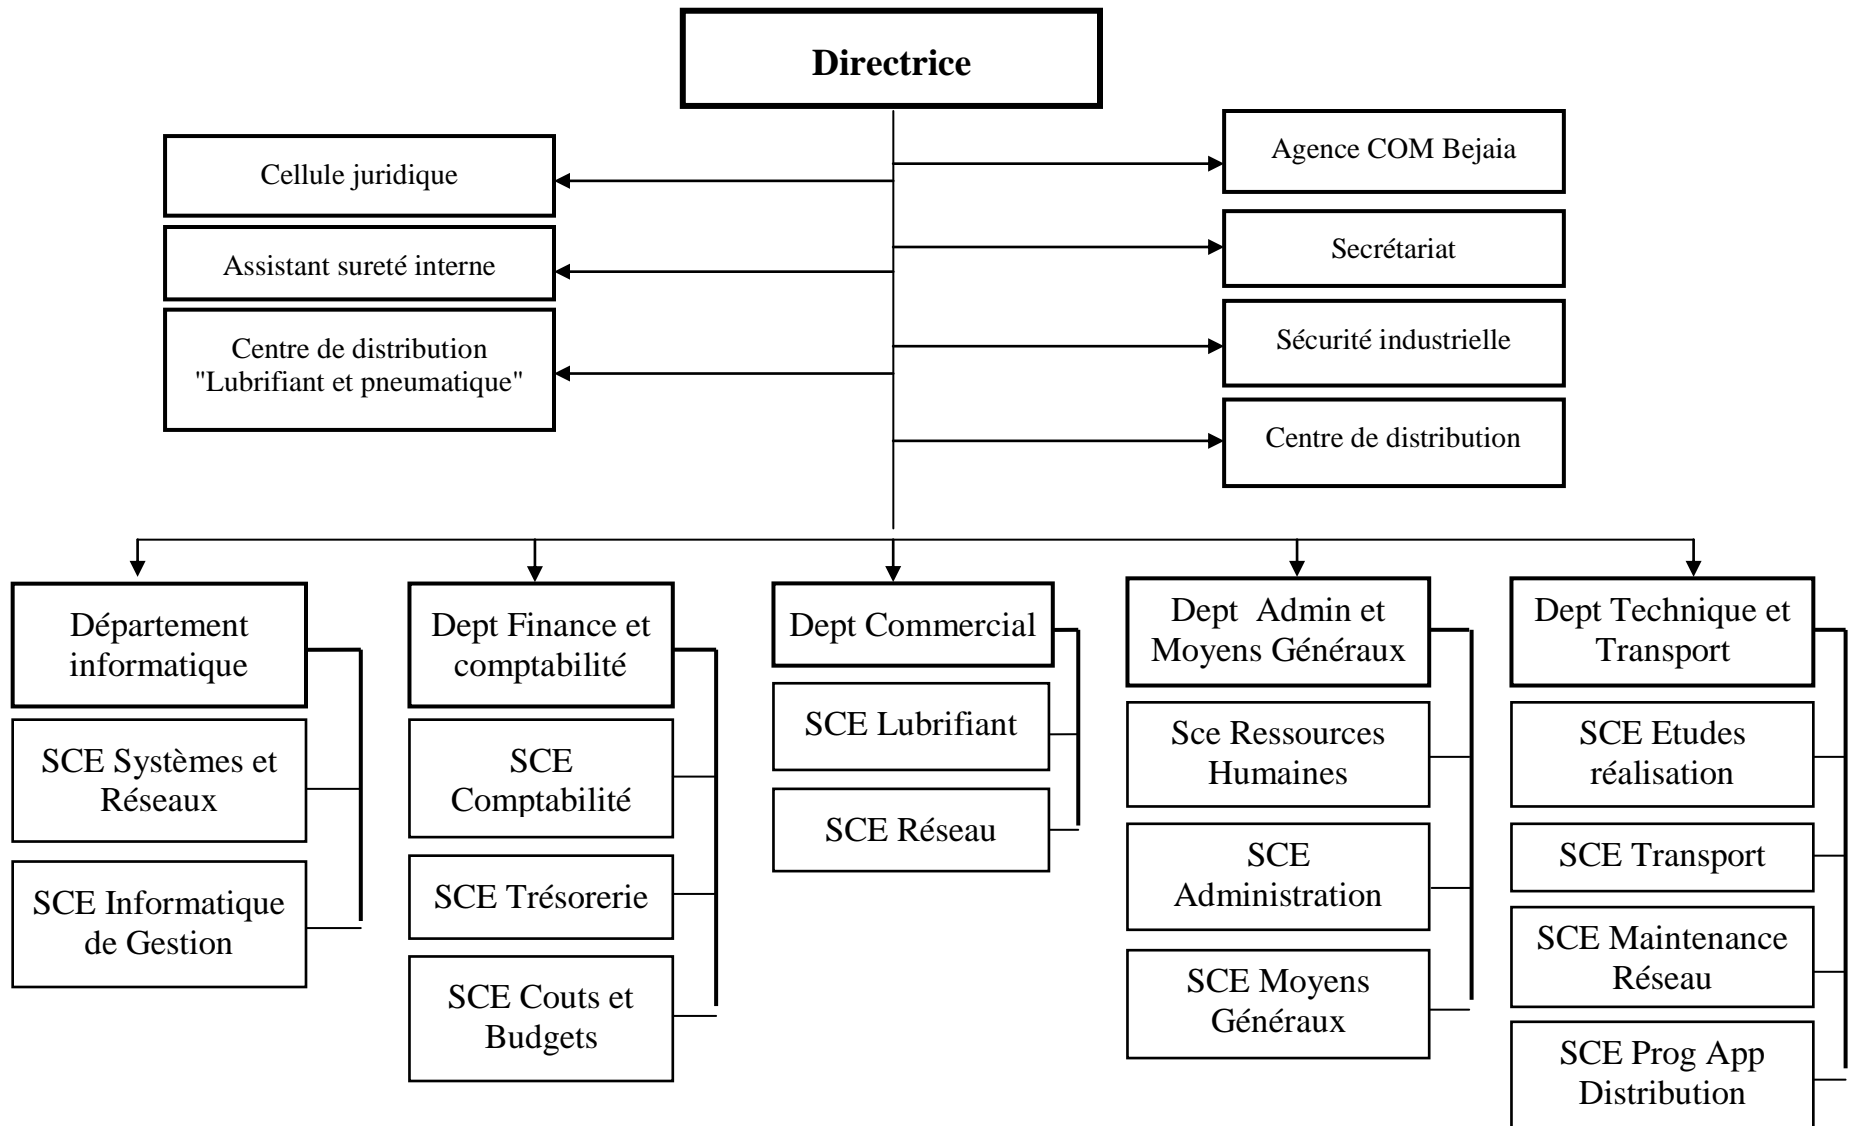 Directrice
Cellule juridique
Assistant sureté interne
Centre de distribution
"Lubrifiant et pneumatique"
Agence COM Bejaia
Secrétariat
Sécurité industrielle
Centre de distribution
Département
informatique
SCE Systèmes et
Réseaux
SCE Informatique
de Gestion
Dept Finance et
comptabilité
SCE
Comptabilité
SCE Trésorerie
SCE Couts et
Budgets
Dept Commercial
SCE Lubrifiant
SCE Réseau
Dept Admin et
Moyens Généraux
Sce Ressources
Humaines
SCE
Administration
SCE Moyens
Généraux
Dept Technique et
Transport
SCE Etudes
réalisation
SCE Transport
SCE Maintenance
Réseau
SCE Prog App
Distribution